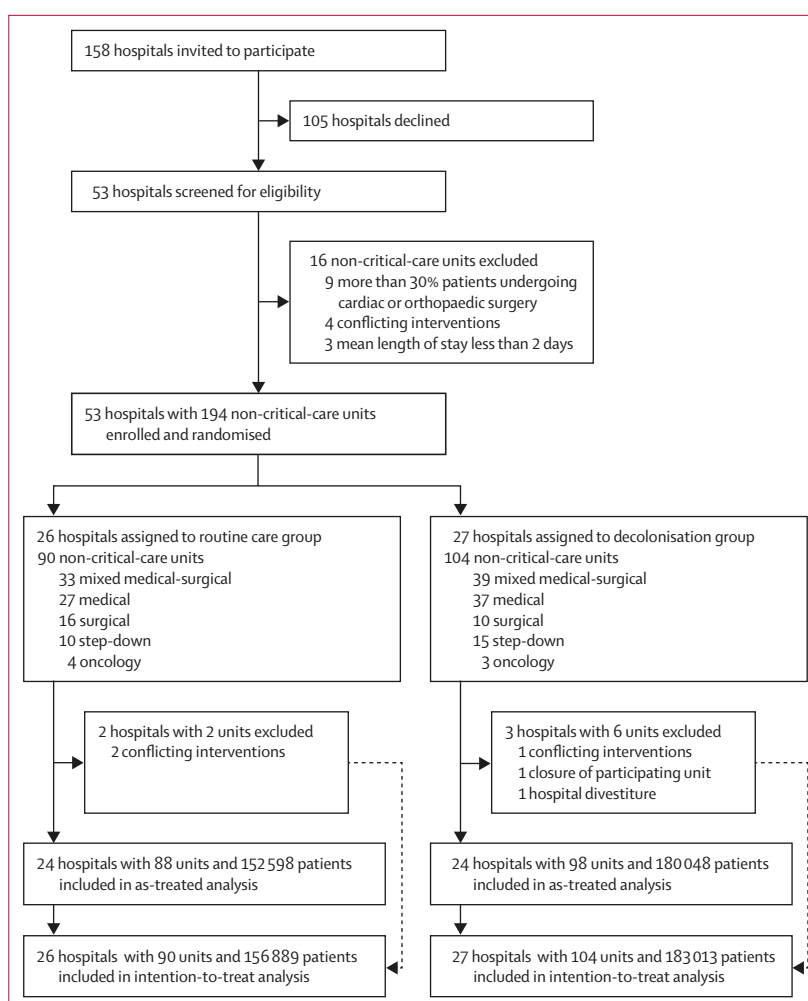 158 hospitals invited to participate
105 hospitals declined
53 hospitals screened for eligibility
16 non-critical-care units excluded
9 more than 30% patients undergoing
cardiac or orthopaedic surgery
4 conflicting interventions
3 mean length of stay less than 2 days
53 hospitals with 194 non-critical-care units
enrolled and randomised
26 hospitals assigned to routine care group
90 non-critical-care units
33 mixed medical-surgical
27 medical
16 surgical
10 step-down
4 oncology
27 hospitals assigned to decolonisation group
104 non-critical-care units
39 mixed medical-surgical
37 medical
10 surgical
15 step-down
3 oncology
2 hospitals with 2 units excluded
2 conflicting interventions
3 hospitals with 6 units excluded
1 conflicting interventions
1 closure of participating unit
1 hospital divestiture
24 hospitals with 88 units and 152 598 patients
included in as-treated analysis
24 hospitals with 98 units and 180 048 patients
included in as-treated analysis
26 hospitals with 90 units and 156 889 patients
included in intention-to-treat analysis
27 hospitals with 104 units and 183 013 patients
included in intention-to-treat analysis